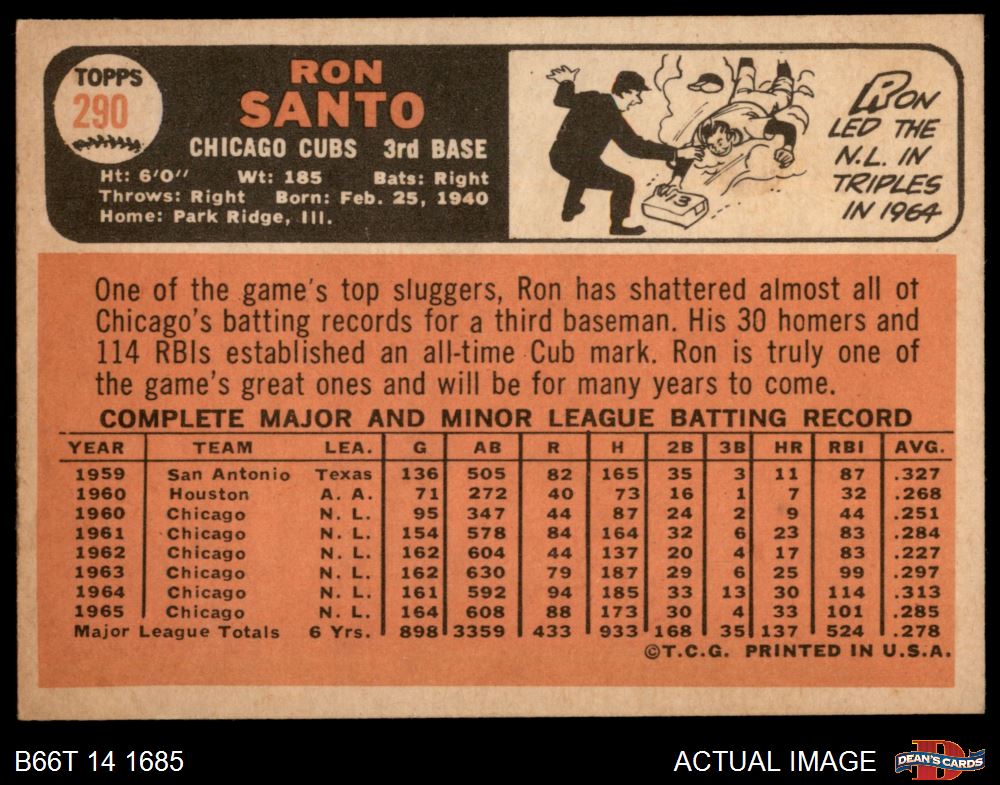 TOPPS
290
RON
SANTO
CHICAGO CUBS 3rd BASE
Ht: 6'0" Wt: 185 Bats: Right
Throws: Right Born: Feb. 25, 1940
Home: Park Ridge, Ill.
RON
LED THE
N.L. IN
TRIPLES
IN 1964
13
One of the game's top sluggers, Ron has shattered almost all of
Chicago's batting records for a third baseman. His 30 homers and
114 RBIs established an all-time Cub mark. Ron is truly one of
the game's great ones and will be for many years to come.
COMPLETE MAJOR AND MINOR LEAGUE BATTING RECORD
YEAR TEAM LEA. G AB R H 2B 3B HR RBI AVG.
1959 San Antonio Texas 136 505 82 165 35 3 11 87 .327
1960 Houston A. A. 71 272 40 73 16 1 7 32 .268
1960 Chicago N. L. 95 347 44 87 24 2 9 44 .251
1961 Chicago N. L. 154 578 84 164 32 6 23 83 .284
1962 Chicago N. L. 162 604 44 137 20 4 17 83 .227
1963 Chicago N. L. 162 630 79 187 29 6 25 99 .297
1964 Chicago N. L. 161 592 94 185 33 13 30 114 .313
1965 Chicago N. L. 164 608 88 173 30 4 33 101 .285
Major League Totals 6 Yrs. 898 3359 433 933 168 35 137 524 .278
©T.C.G. PRINTED IN U.S.A.
B66T 14 1685
ACTUAL IMAGE
D
DEAN'S CARDS